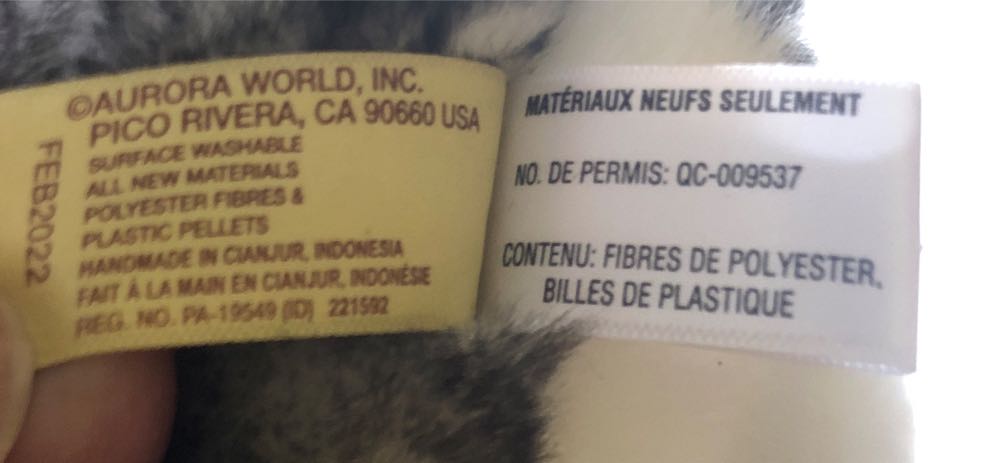 ©AURORA WORLD, INC.
PICO RIVERA, CA 90660 USA
SURFACE WASHABLE
ALL NEW MATERIALS
POLYESTER FIBRES &
PLASTIC PELLETS
HANDMADE IN CIANJUR, INDONESIA
FAIT À LA MAIN EN CIANJUR, INDONÉSE
REG. NO. PA-19549 (ID) 221592
FEB2022
MATÉRIAUX NEUFS SEULEMENT
NO. DE PERMIS: QC-009537
CONTENU: FIBRES DE POLYESTER,
BILLES DE PLASTIQUE